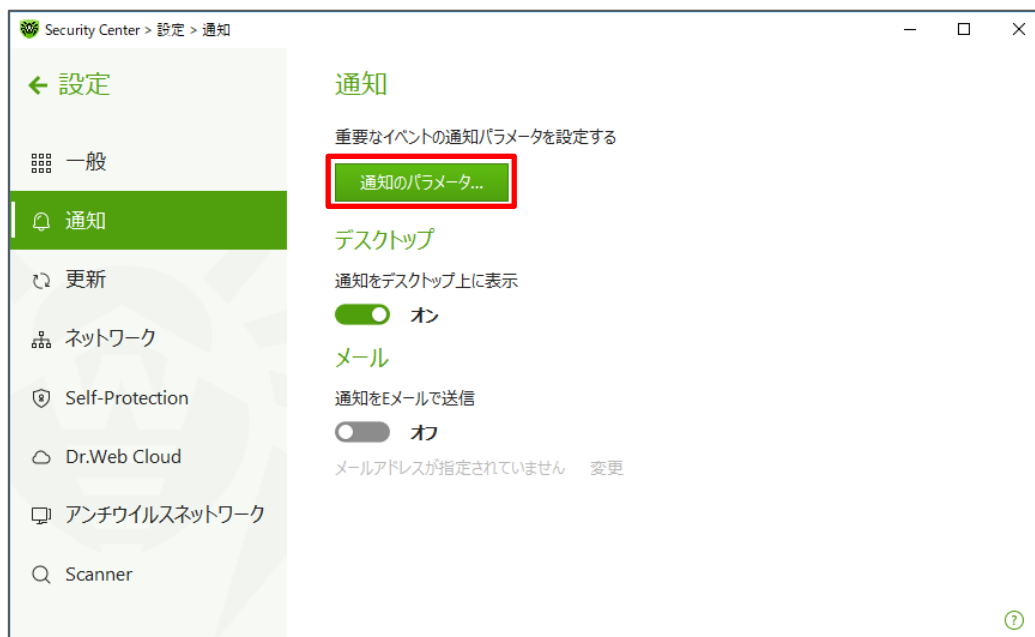 Security Center > 設定 > 通知
設定
一般
通知
更新
ネットワーク
Self-Protection
Dr.Web Cloud
アンチウイルスネットワーク
Scanner
通知
重要なイベントの通知パラメータを設定する
通知のパラメータ...
デスクトップ
通知をデスクトップ上に表示
オン
メール
通知をEメールで送信
オフ
メールアドレスが指定されていません 変更
?